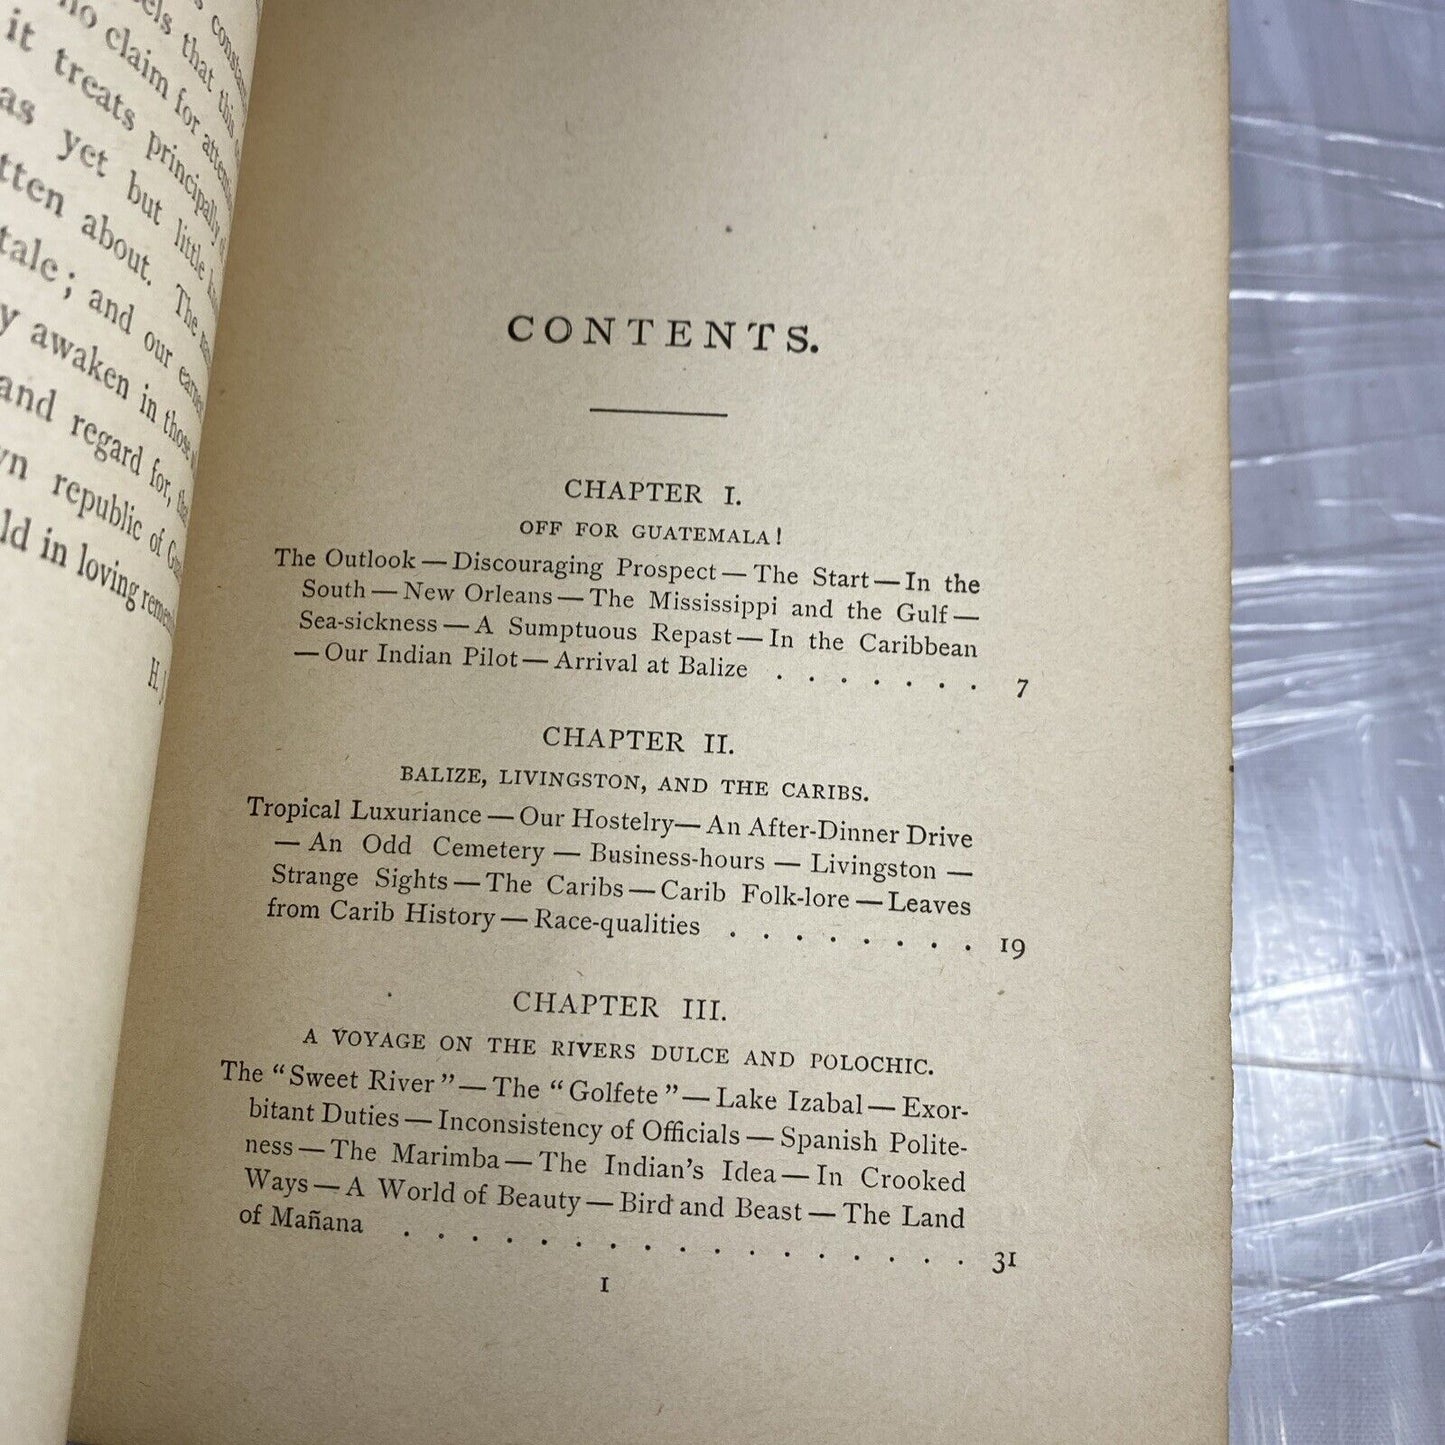 constan
els that this
no claim for
it treats principally
as yet but little
tten about. The
tale; and our
y awaken in those
and regard for, the
republic of
ld in loving
H. J
CONTENTS.
CHAPTER I.
OFF FOR GUATEMALA!
The Outlook — Discouraging Prospect — The Start — In the
South — New Orleans — The Mississippi and the Gulf —
Sea-sickness — A Sumptuous Repast — In the Caribbean
— Our Indian Pilot — Arrival at Balize . . . . . . . 7
CHAPTER II.
BALIZE, LIVINGSTON, AND THE CARIBS.
Tropical Luxuriance — Our Hostelry— An After-Dinner Drive
— An Odd Cemetery — Business-hours — Livingston —
Strange Sights — The Caribs — Carib Folk-lore — Leaves
from Carib History — Race-qualities . . . . . . . . 19
CHAPTER III.
A VOYAGE ON THE RIVERS DULCE AND POLOCHIC.
The "Sweet River" — The "Golfete" — Lake Izabal — Exor-
bitant Duties — Inconsistency of Officials — Spanish Polite-
ness — The Marimba — The Indian's Idea — In Crooked
Ways — A World of Beauty — Bird and Beast — The Land
of Mañana . . . . . . . . . . . . . . . . . 31
1